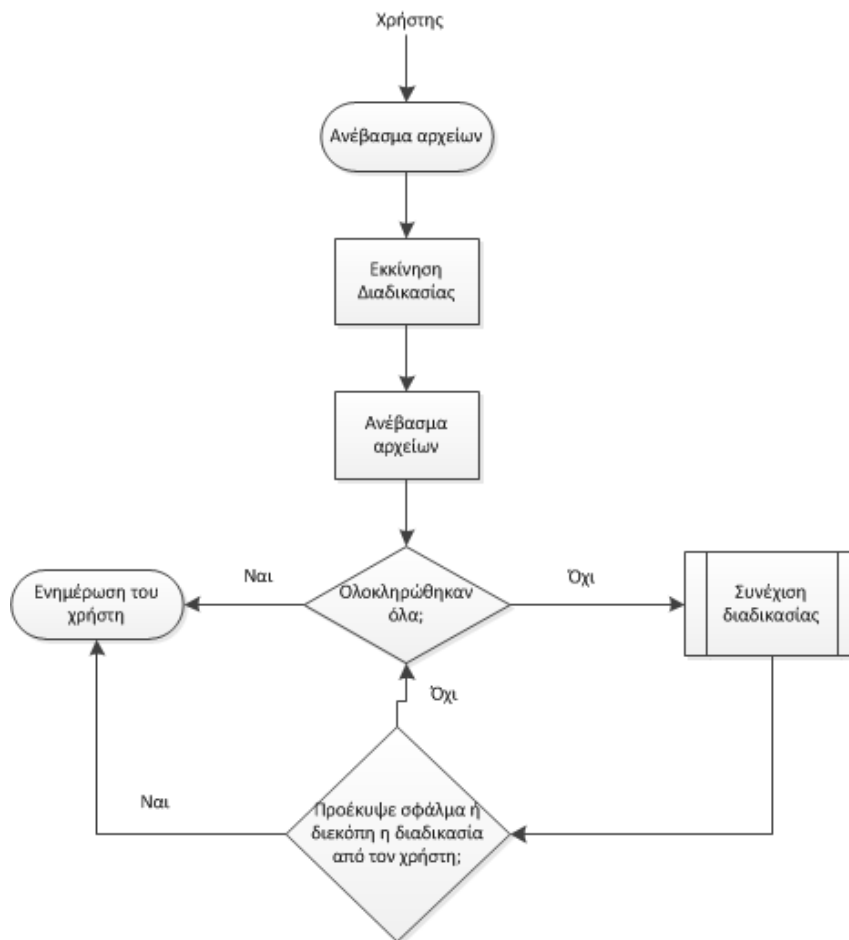 Χρήστης
Ανέβασμα αρχείων
Εκκίνηση
Διαδικασίας
Ανέβασμα
αρχείων
Ναι
Όχι
Ενημέρωση του
χρήστη
Ολοκληρώθηκαν
όλα;
Συνέχιση
διαδικασίας
Όχι
Ναι
Προέκυψε σφάλμα ή
διεκόπη η διαδικασία
από τον χρήστη;